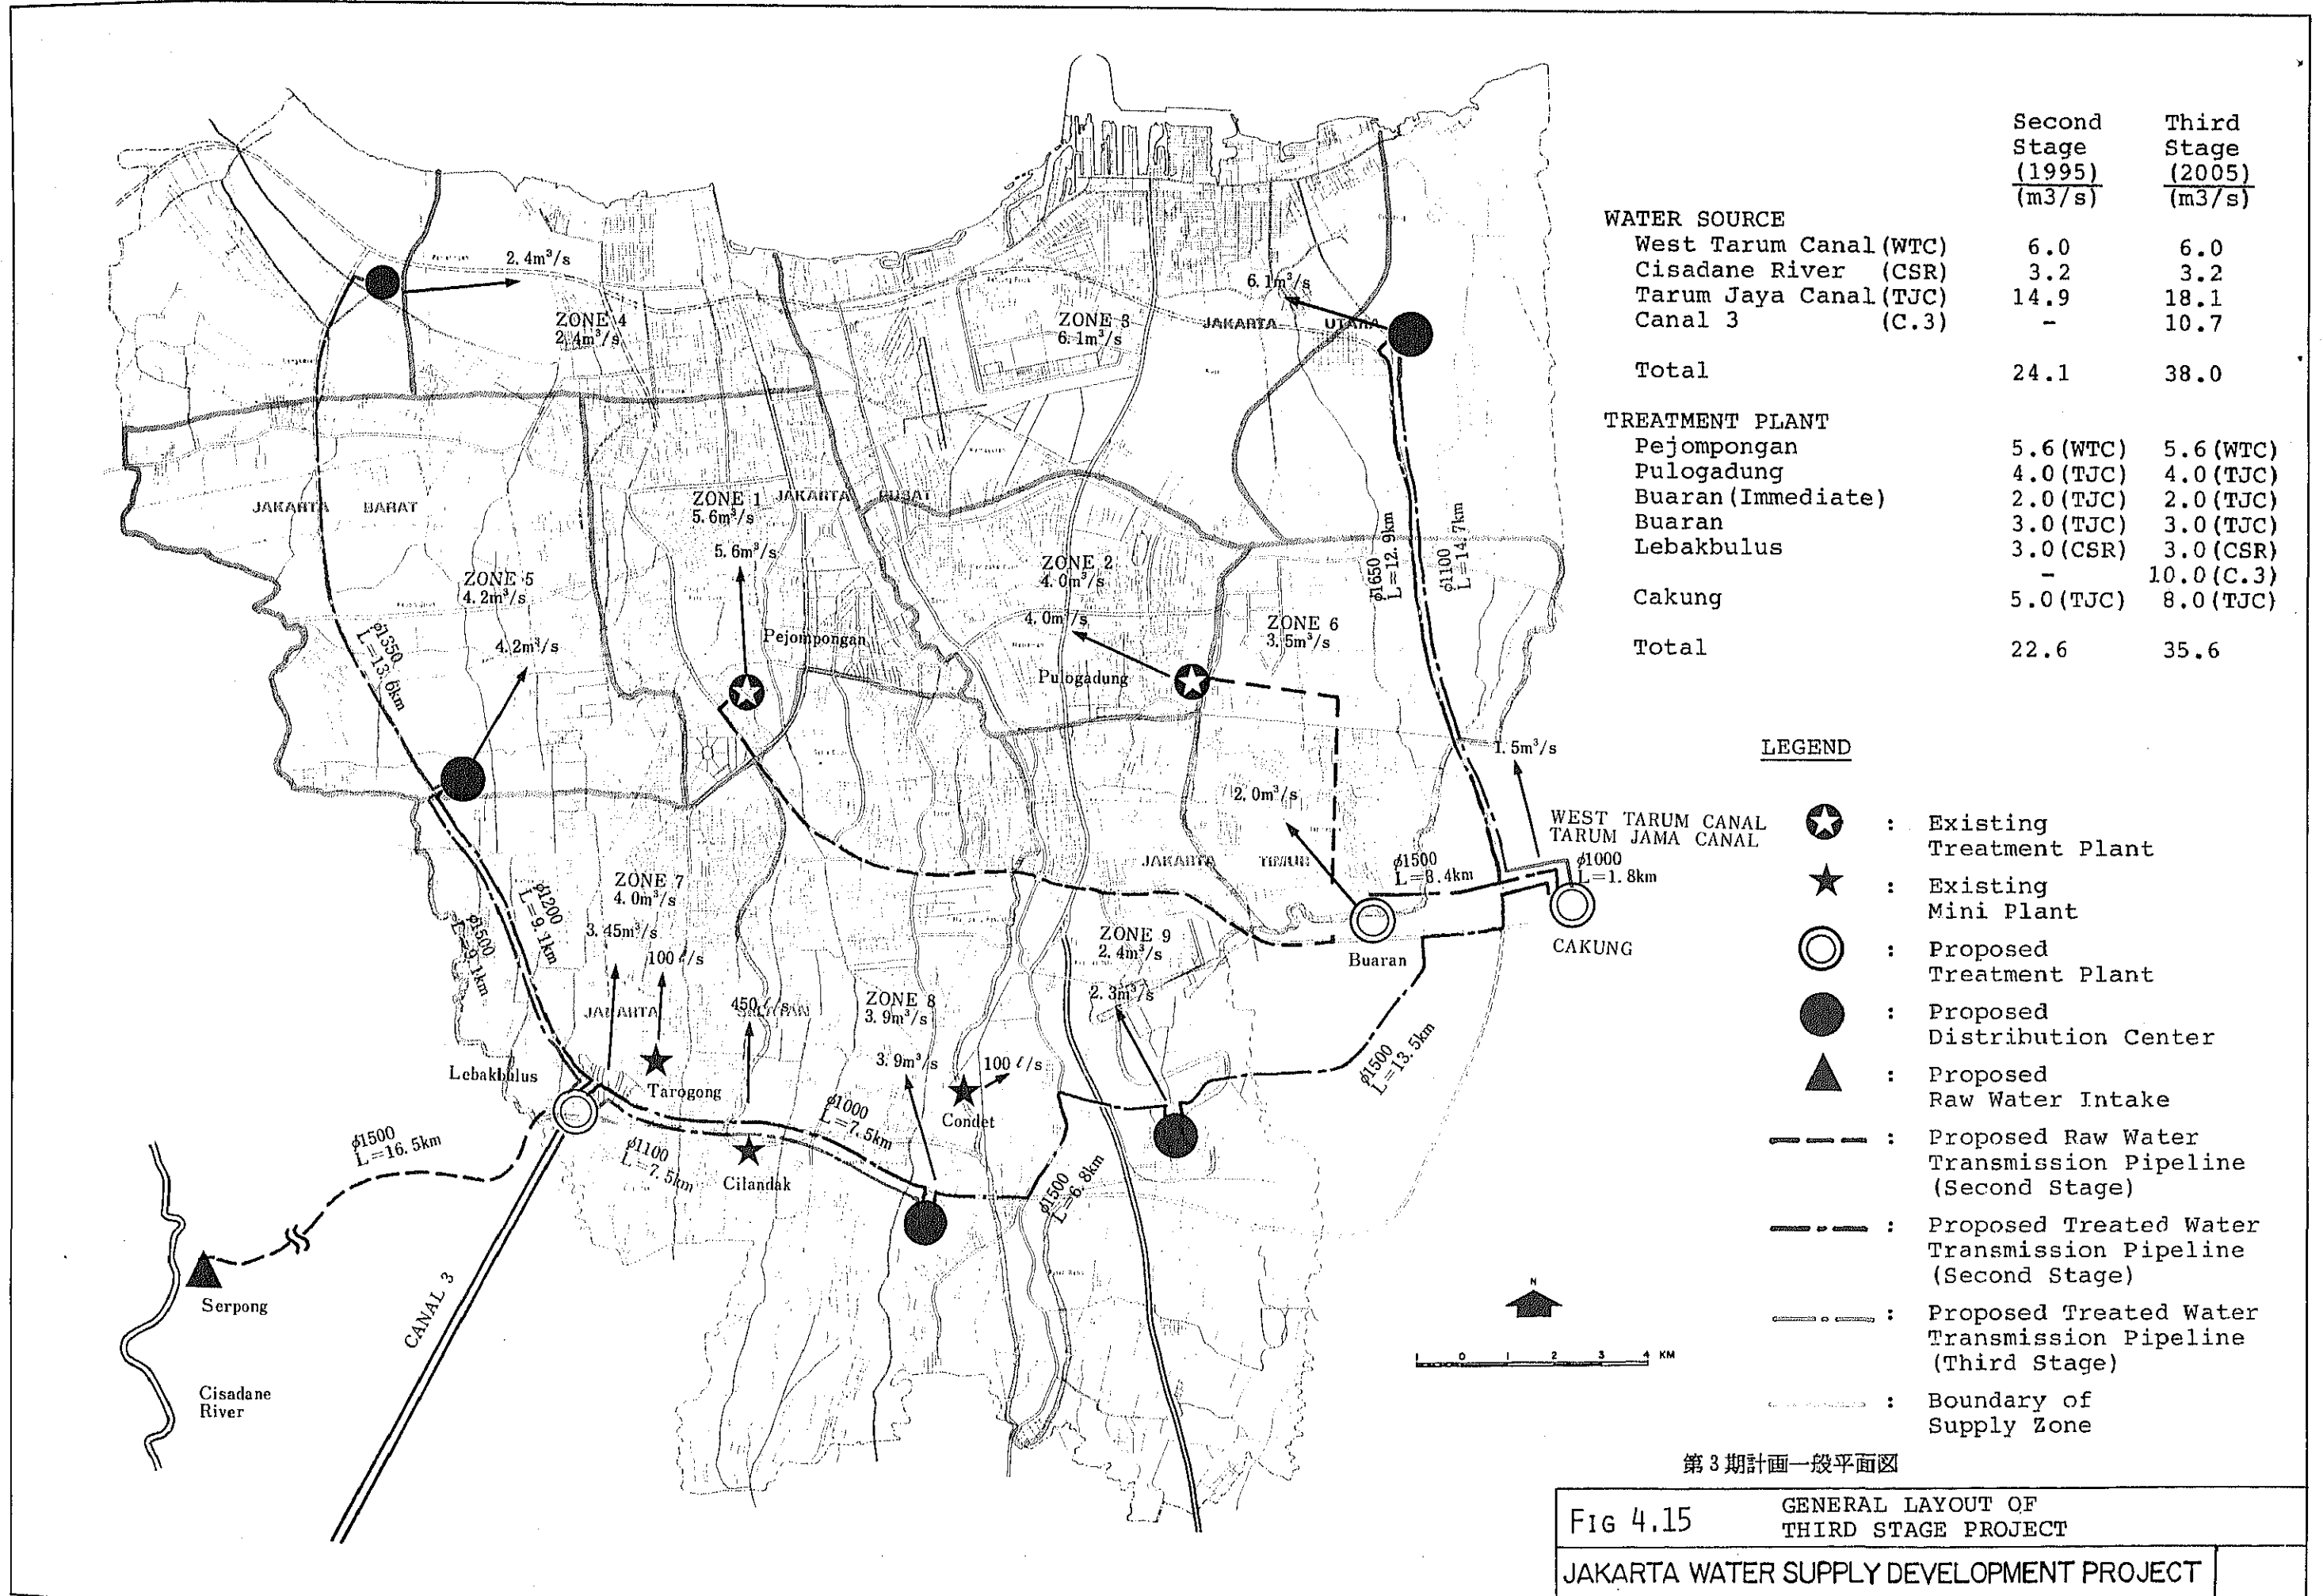 Second Third
Stage Stage
(1995) (2005)
(m3/s) (m3/s)
WATER SOURCE
West Tarum Canal (WTC) 6.0 6.0
Cisadane River (CSR) 3.2 3.2
Tarum Jaya Canal (TJC) 14.9 18.1
Canal 3 (C.3) - 10.7
Total 24.1 38.0
TREATMENT PLANT
Pejompongan 5.6 (WTC) 5.6 (WTC)
Pulogadung 4.0 (TJC) 4.0 (TJC)
Buaran (Immediate) 2.0 (TJC) 2.0 (TJC)
Buaran 3.0 (TJC) 3.0 (TJC)
Lebakbulus 3.0 (CSR) 3.0 (CSR)
- 10.0 (C.3)
Cakung 5.0 (TJC) 8.0 (TJC)
Total 22.6 35.6
2.4m³/s
ZONE 4
2.4m³/s
ZONE 3
6.1m³/s
6.1m³/s
JAKARTA UTARA
JAKARTA BARAT
ZONE 1
5.6m³/s
JAKARTA PUSAT
5.6m³/s
Pejompongan
ZONE 5
4.2m³/s
4.2m³/s
ZONE 2
4.0m³/s
4.0m³/s
Pulogadung
ZONE 6
3.5m³/s
φ1650
L=12.9km
φ1100
L=14.7km
φ1350
L=13.6km
1.5m³/s
2.0m³/s
WEST TARUM CANAL
TARUM JAMA CANAL
JAKARTA TIMUR
φ1500
L=3.4km
φ1000
L=1.8km
Buaran
CAKUNG
ZONE 7
4.0m³/s
3.45m³/s
100ℓ/s
φ1200
L=9.1km
φ1500
L=9.1km
JAKARTA SELATAN
450ℓ/s
ZONE 8
3.9m³/s
3.9m³/s
ZONE 9
2.4m³/s
2.3m³/s
100ℓ/s
Lebakbulus
Tarogong
Condet
Cilandak
φ1000
L=7.5km
φ1100
L=7.5km
φ1500
L=6.8km
φ1500
L=13.5km
φ1500
L=16.5km
Serpong
Cisadane
River
CANAL 3
LEGEND
: Existing
Treatment Plant
: Existing
Mini Plant
: Proposed
Treatment Plant
: Proposed
Distribution Center
: Proposed
Raw Water Intake
: Proposed Raw Water
Transmission Pipeline
(Second Stage)
: Proposed Treated Water
Transmission Pipeline
(Second Stage)
: Proposed Treated Water
Transmission Pipeline
(Third Stage)
: Boundary of
Supply Zone
N
1 0 1 2 3 4 KM
第3期計画一般平面図
FIG 4.15
GENERAL LAYOUT OF
THIRD STAGE PROJECT
JAKARTA WATER SUPPLY DEVELOPMENT PROJECT